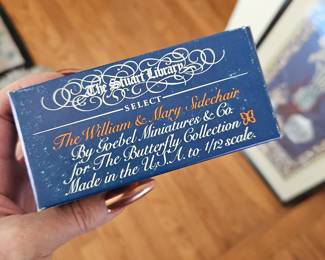 The Stuart Library
SELECT
The William & Mary Sidechair
By Goebel Miniatures & Co.
for The Butterfly Collection
Made in the U.S.A. to 1/12 scale.